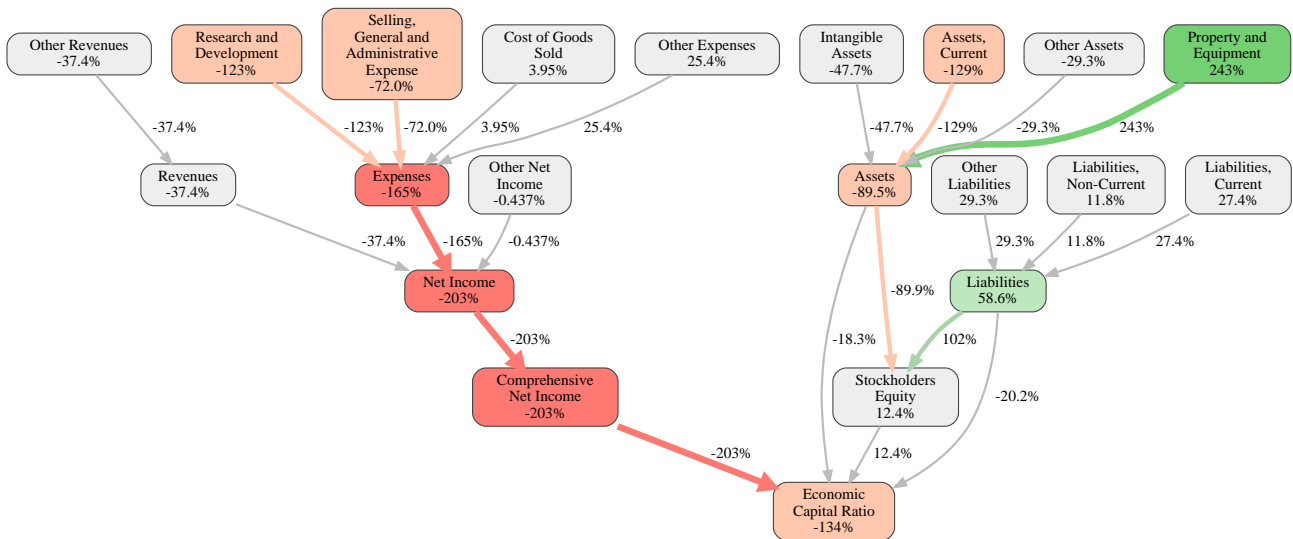 Other Revenues
-37.4%
Research and
Development
-123%
Selling,
General and
Administrative
Expense
-72.0%
Cost of Goods
Sold
3.95%
Other Expenses
25.4%
Intangible
Assets
-47.7%
Assets,
Current
-129%
Other Assets
-29.3%
Property and
Equipment
243%
-37.4%
-123%
-72.0%
3.95%
25.4%
-47.7%
-129%
-29.3%
243%
Revenues
-37.4%
Expenses
-165%
Other Net
Income
-0.437%
Assets
-89.5%
Other
Liabilities
29.3%
Liabilities,
Non-Current
11.8%
Liabilities,
Current
27.4%
-37.4%
-165%
-0.437%
29.3%
11.8%
27.4%
Net Income
-203%
-89.9%
Liabilities
58.6%
-203%
-18.3%
102%
Comprehensive
Net Income
-203%
Stockholders
Equity
12.4%
-20.2%
-203%
12.4%
Economic
Capital Ratio
-134%